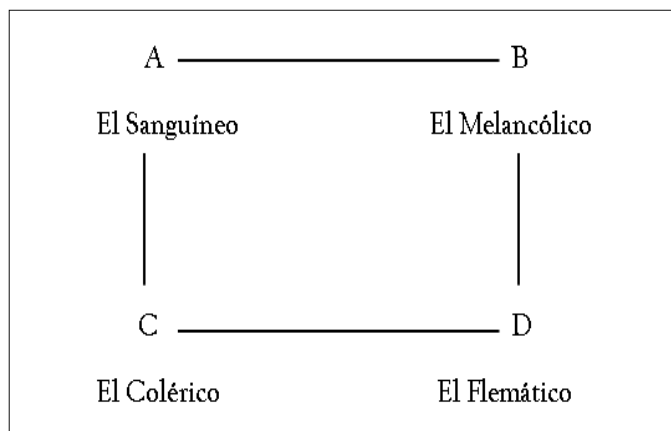 A B
El Sanguíneo El Melancólico
C D
El Colérico El Flemático